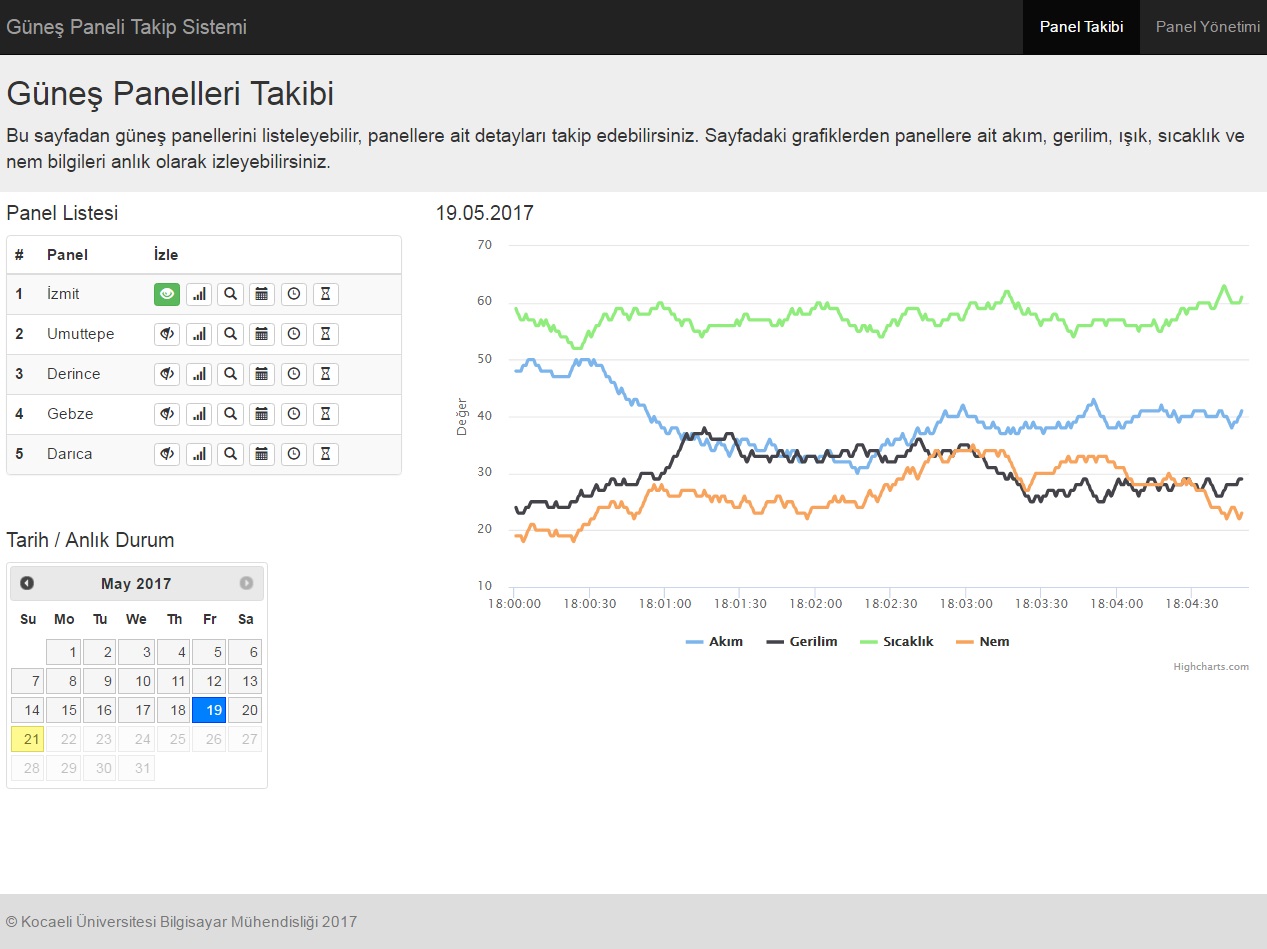 Güneş Paneli Takip Sistemi
Panel Takibi
Panel Yönetimi
Güneş Panelleri Takibi
Bu sayfadan güneş panellerini listeleyebilir, panellere ait detayları takip edebilirsiniz. Sayfadaki grafiklerden panellere ait akım, gerilim, ışık, sıcaklık ve
nem bilgileri anlık olarak izleyebilirsiniz.
Panel Listesi
# Panel İzle
1 İzmit
2 Umuttepe
3 Derince
4 Gebze
5 Darıca
Tarih / Anlık Durum
May 2017
Su Mo Tu We Th Fr Sa
1 2 3 4 5 6
7 8 9 10 11 12 13
14 15 16 17 18 19 20
21 22 23 24 25 26 27
28 29 30 31
19.05.2017
70
60
50
40
30
20
10
Değer
18:00:00 18:00:30 18:01:00 18:01:30 18:02:00 18:02:30 18:03:00 18:03:30 18:04:00 18:04:30
Akım Gerilim Sıcaklık Nem
Highcharts.com
© Kocaeli Üniversitesi Bilgisayar Mühendisliği 2017